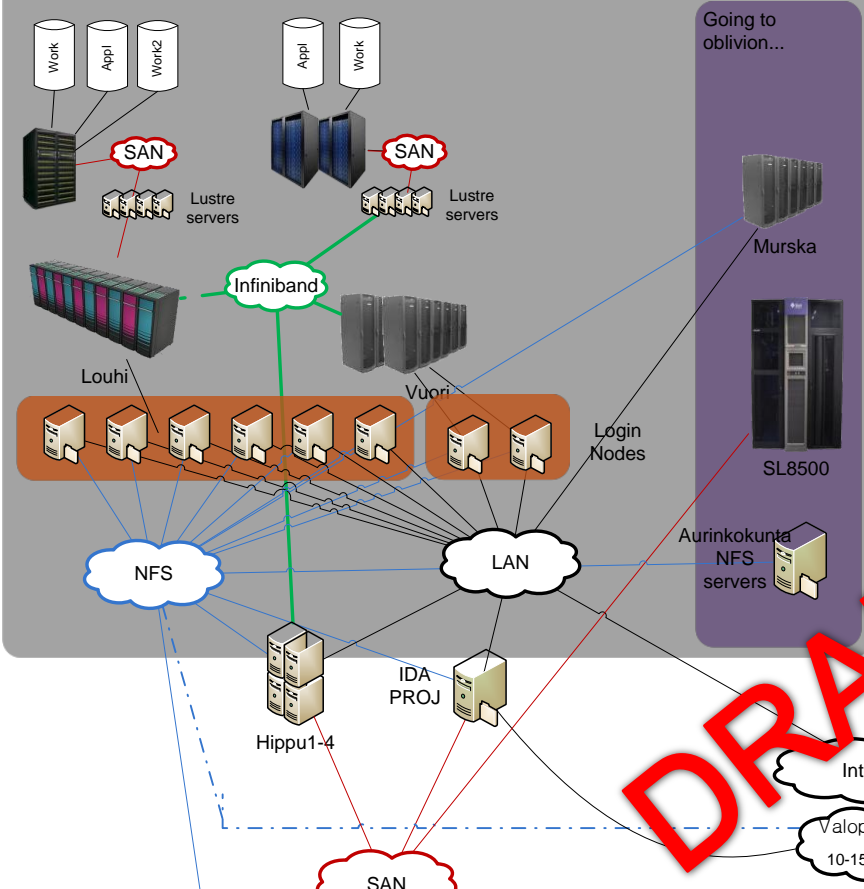 Going to
oblivion...
Work
Appl
Work2
Appl
Work
SAN
SAN
Lustre
servers
Lustre
servers
Murska
Infiniband
Louhi
Vuori
Login
Nodes
SL8500
Aurinkokunta
NFS
servers
NFS
LAN
IDA
PROJ
Hippu1-4
DRA
Int
Valop
10-15
SAN